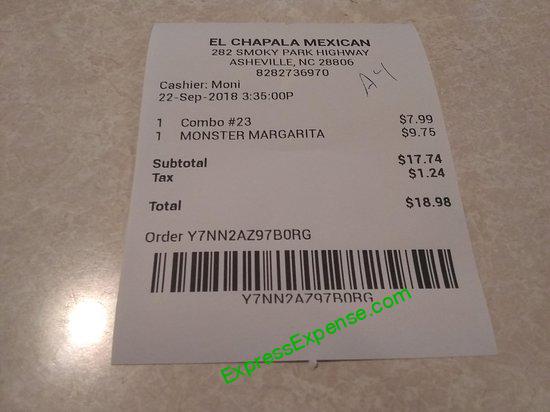 EL CHAPALA MEXICAN
282 SMOKY PARK HIGHWAY
ASHEVILLE, NC 28806
8282736970
Cashier: Moni
22-Sep-2018 3:35:00P
A4
1 Combo #23 $7.99
1 MONSTER MARGARITA $9.75
Subtotal $17.74
Tax $1.24
Total $18.98
Order Y7NN2AZ97B0RG
Y7NN2AZ97B0RG
ExpressExpense.com